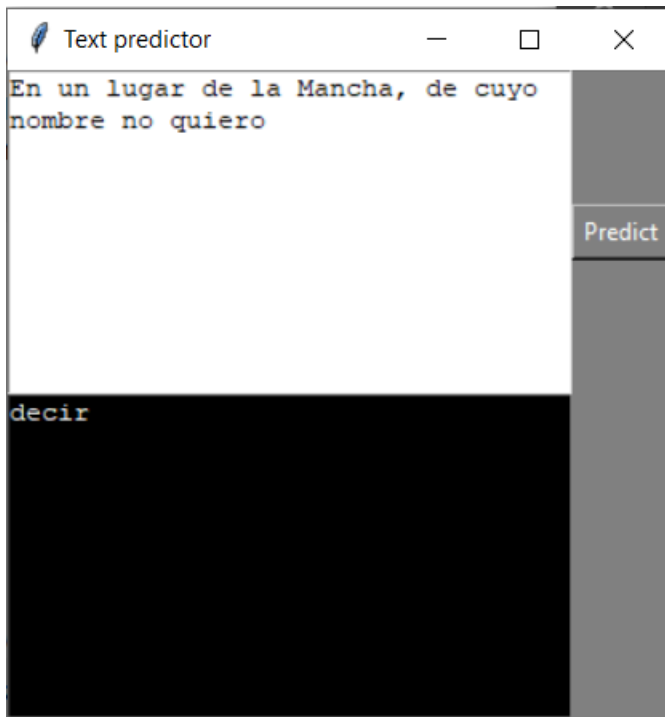 Text predictor
En un lugar de la Mancha, de cuyo
nombre no quiero
Predict
decir